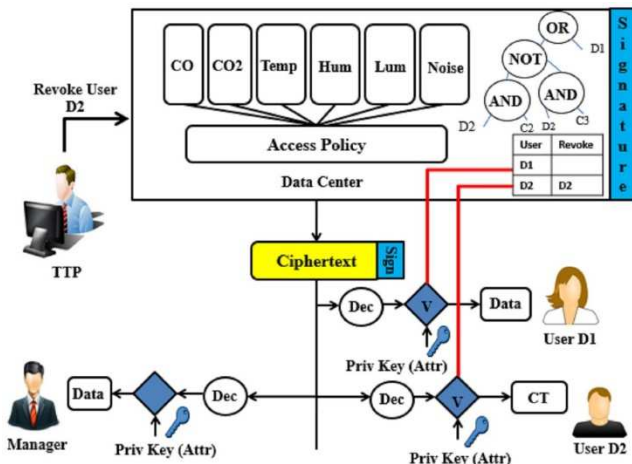 Revoke User
D2
TTP
CO
CO2
Temp
Hum
Lum
Noise
Access Policy
Data Center
OR
D1
NOT
AND
AND
D2
C2
D2
C3
User Revoke
D1
D2 D2
Signature
Ciphertext
Sign
Dec
V
Data
Priv Key (Attr)
User D1
Manager
Data
Dec
Priv Key (Attr)
Dec
V
CT
Priv Key (Attr)
User D2